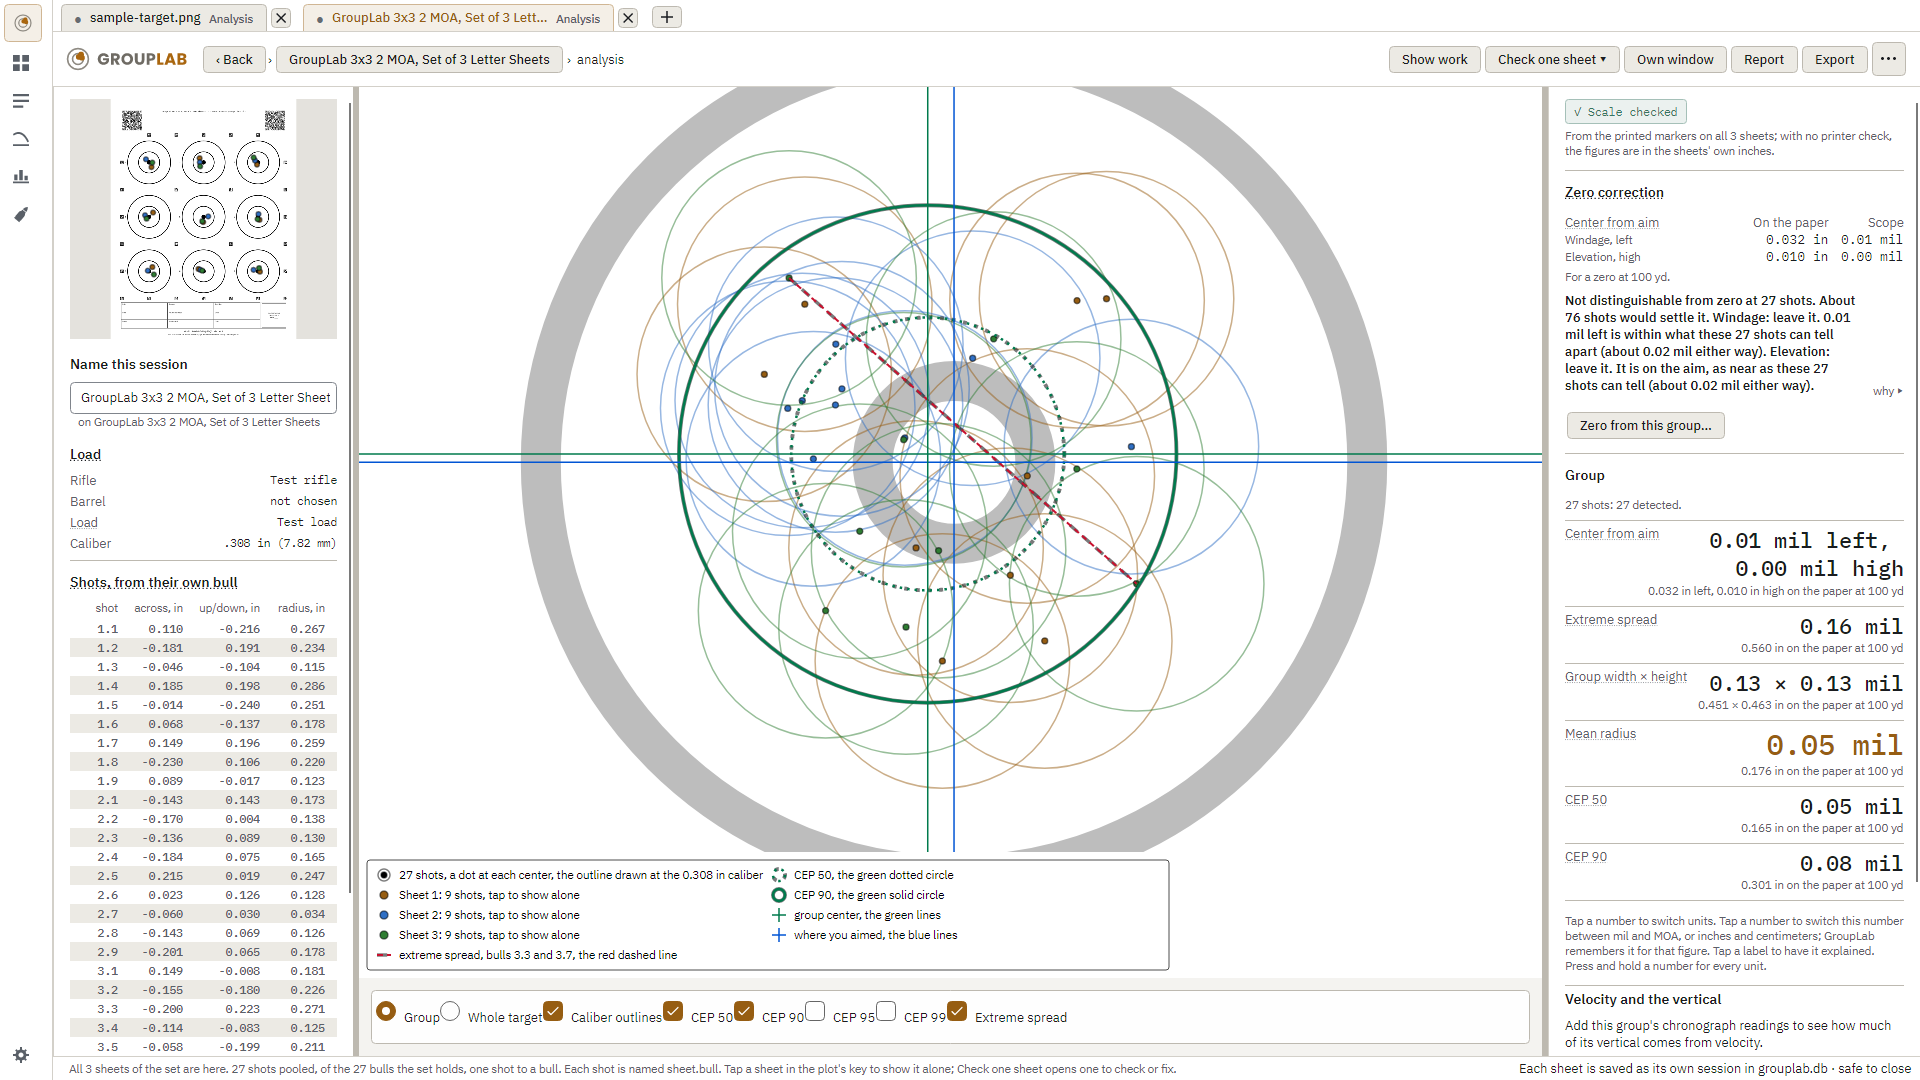 sample-target.png Analysis
GroupLab 3x3 2 MOA, Set of 3 Lett... Analysis
GROUPLAB
‹ Back
› GroupLab 3x3 2 MOA, Set of 3 Letter Sheets
› analysis
Show work
Check one sheet ▾
Own window
Report
Export
Name this session
GroupLab 3x3 2 MOA, Set of 3 Letter Sheet
on GroupLab 3x3 2 MOA, Set of 3 Letter Sheets
Load
Rifle Test rifle
Barrel not chosen
Load Test load
Caliber .308 in (7.82 mm)
Shots, from their own bull
shot across, in up/down, in radius, in
1.1 0.110 -0.216 0.267
1.2 -0.181 0.191 0.234
1.3 -0.046 -0.104 0.115
1.4 0.185 0.198 0.286
1.5 -0.014 -0.240 0.251
1.6 0.068 -0.137 0.178
1.7 0.149 0.196 0.259
1.8 -0.230 0.106 0.220
1.9 0.089 -0.017 0.123
2.1 -0.143 0.143 0.173
2.2 -0.170 0.004 0.138
2.3 -0.136 0.089 0.130
2.4 -0.184 0.075 0.165
2.5 0.215 0.019 0.247
2.6 0.023 0.126 0.128
2.7 -0.060 0.030 0.034
2.8 -0.143 0.069 0.126
2.9 -0.201 0.065 0.178
3.1 0.149 -0.008 0.181
3.2 -0.155 -0.180 0.226
3.3 -0.200 0.223 0.271
3.4 -0.114 -0.083 0.125
3.5 -0.058 -0.199 0.211
27 shots, a dot at each center, the outline drawn at the 0.308 in caliber
Sheet 1: 9 shots, tap to show alone
Sheet 2: 9 shots, tap to show alone
Sheet 3: 9 shots, tap to show alone
extreme spread, bulls 3.3 and 3.7, the red dashed line
CEP 50, the green dotted circle
CEP 90, the green solid circle
group center, the green lines
where you aimed, the blue lines
Group Whole target Caliber outlines CEP 50 CEP 90 CEP 95 CEP 99 Extreme spread
√ Scale checked
From the printed markers on all 3 sheets; with no printer check,
the figures are in the sheets' own inches.
Zero correction
Center from aim On the paper Scope
Windage, left 0.032 in 0.01 mil
Elevation, high 0.010 in 0.00 mil
For a zero at 100 yd.
Not distinguishable from zero at 27 shots. About
76 shots would settle it. Windage: leave it. 0.01
mil left is within what these 27 shots can tell
apart (about 0.02 mil either way). Elevation:
leave it. It is on the aim, as near as these 27
shots can tell (about 0.02 mil either way).
why ▸
Zero from this group...
Group
27 shots: 27 detected.
Center from aim 0.01 mil left,
0.00 mil high
0.032 in left, 0.010 in high on the paper at 100 yd
Extreme spread 0.16 mil
0.560 in on the paper at 100 yd
Group width × height 0.13 × 0.13 mil
0.451 × 0.463 in on the paper at 100 yd
Mean radius 0.05 mil
0.176 in on the paper at 100 yd
CEP 50 0.05 mil
0.165 in on the paper at 100 yd
CEP 90 0.08 mil
0.301 in on the paper at 100 yd
Tap a number to switch units. Tap a number to switch this number
between mil and MOA, or inches and centimeters; GroupLab
remembers it for that figure. Tap a label to have it explained.
Press and hold a number for every unit.
Velocity and the vertical
Add this group's chronograph readings to see how much
of its vertical comes from velocity.
All 3 sheets of the set are here. 27 shots pooled, of the 27 bulls the set holds, one shot to a bull. Each shot is named sheet.bull. Tap a sheet in the plot's key to show it alone; Check one sheet opens one to check or fix.
Each sheet is saved as its own session in grouplab.db · safe to close